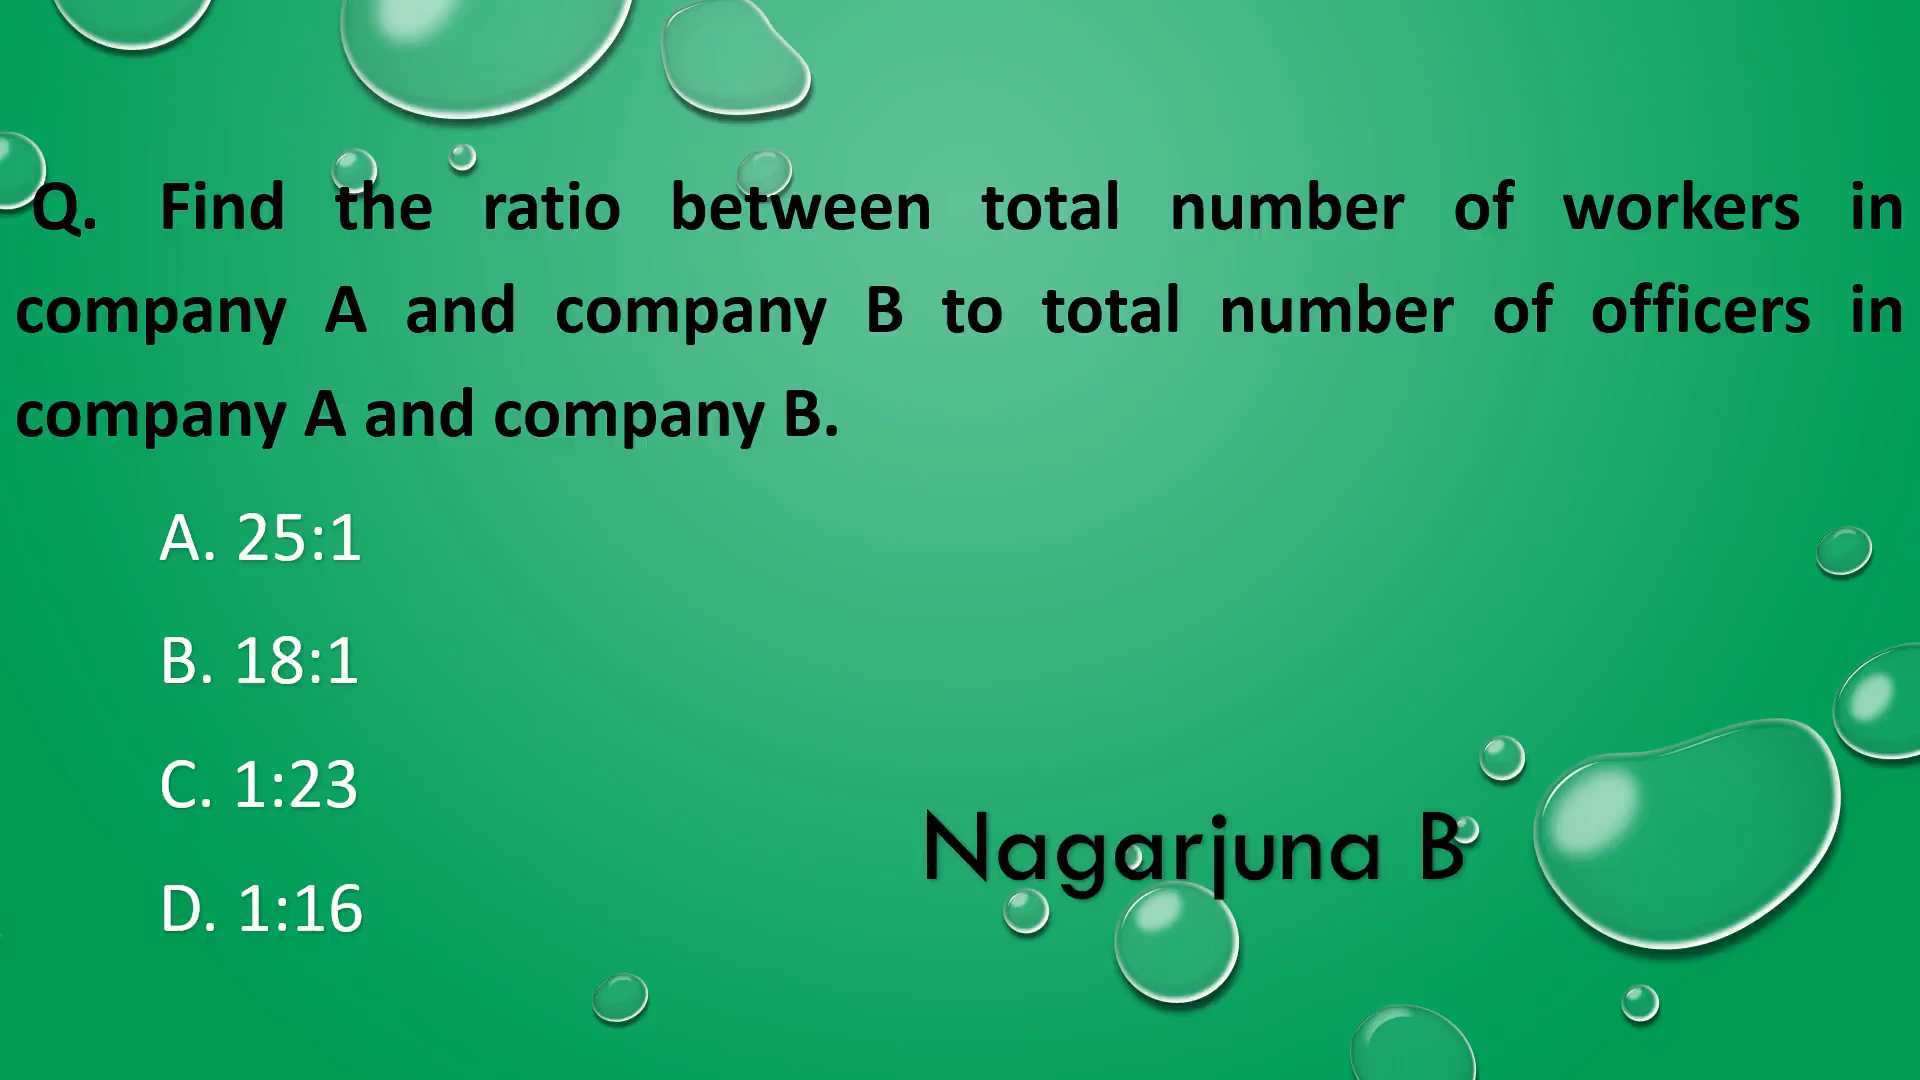 Q. Find the ratio between total number of workers in
company A and company B to total number of officers in
company A and company B.
A. 25:1
B. 18:1
C. 1:23
D. 1:16
Nagarjuna B